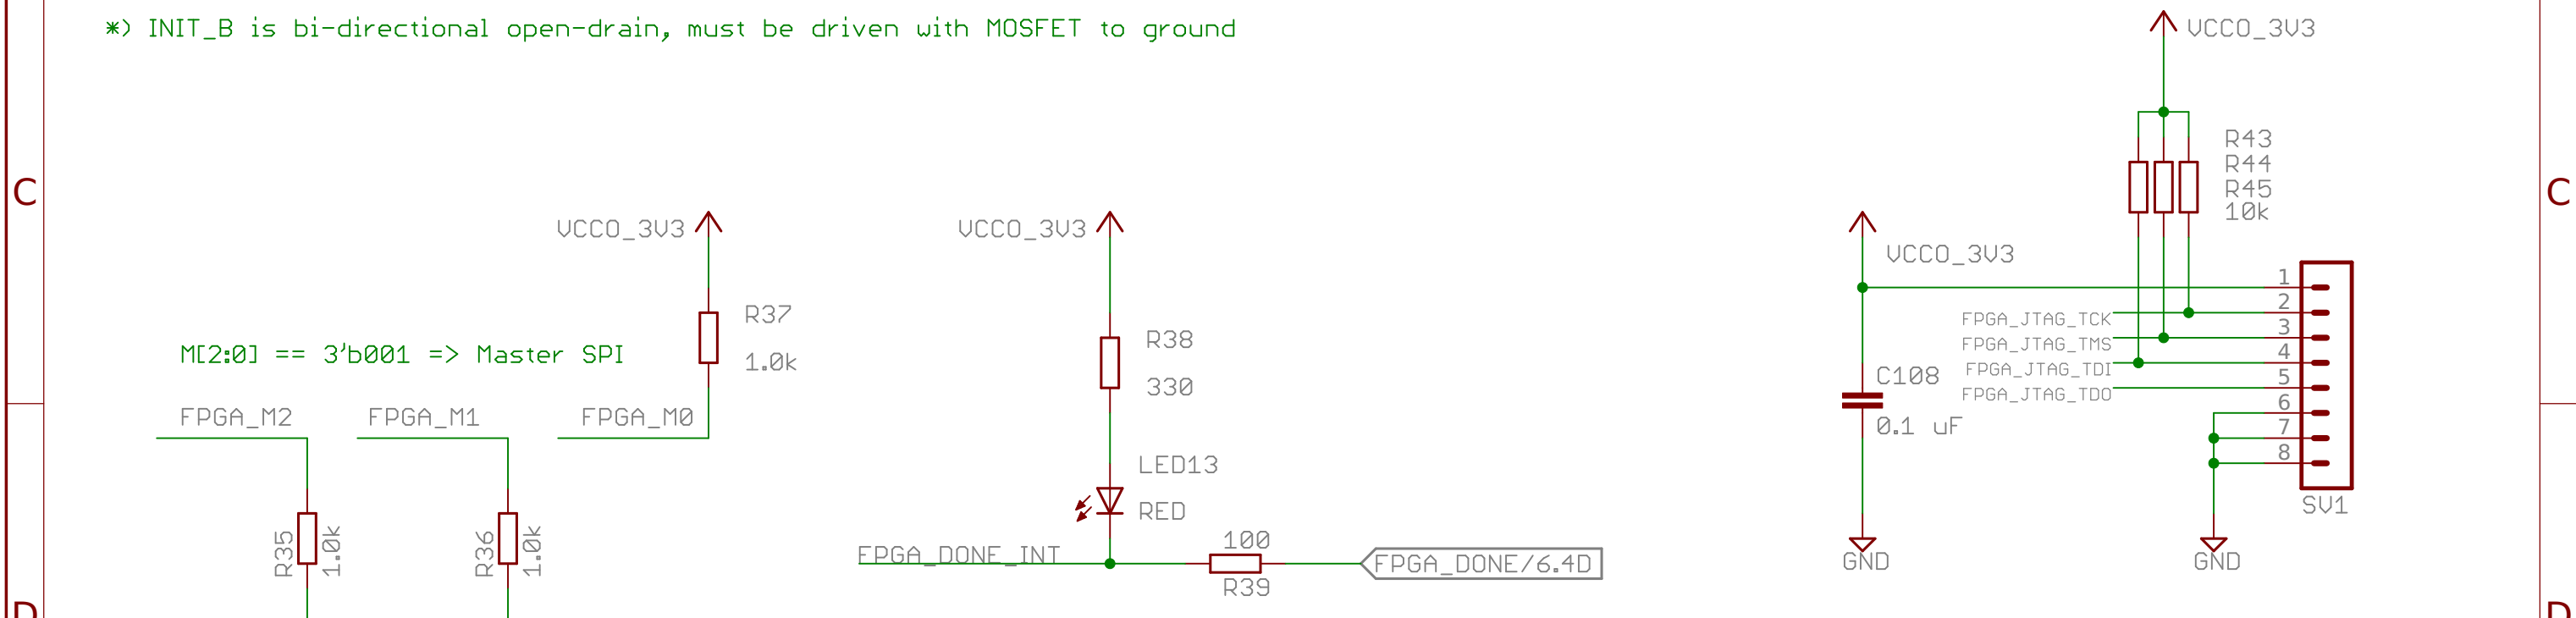 *) INIT_B is bi-directional open-drain, must be driven with MOSFET to ground
VCCO_3V3
R43
R44
R45
10k
C
C
VCCO_3V3
VCCO_3V3
VCCO_3V3
R37
1.0k
R38
330
M[2:0] == 3'b001 => Master SPI
FPGA_M2
FPGA_M1
FPGA_M0
1
2
3
4
5
6
7
8
FPGA_JTAG_TCK
FPGA_JTAG_TMS
FPGA_JTAG_TDI
FPGA_JTAG_TDO
C108
0.1 uF
LED13
RED
SV1
R35
1.0k
R36
1.0k
FPGA_DONE_INT
100
R39
FPGA_DONE/6.4D
GND
GND
D
D